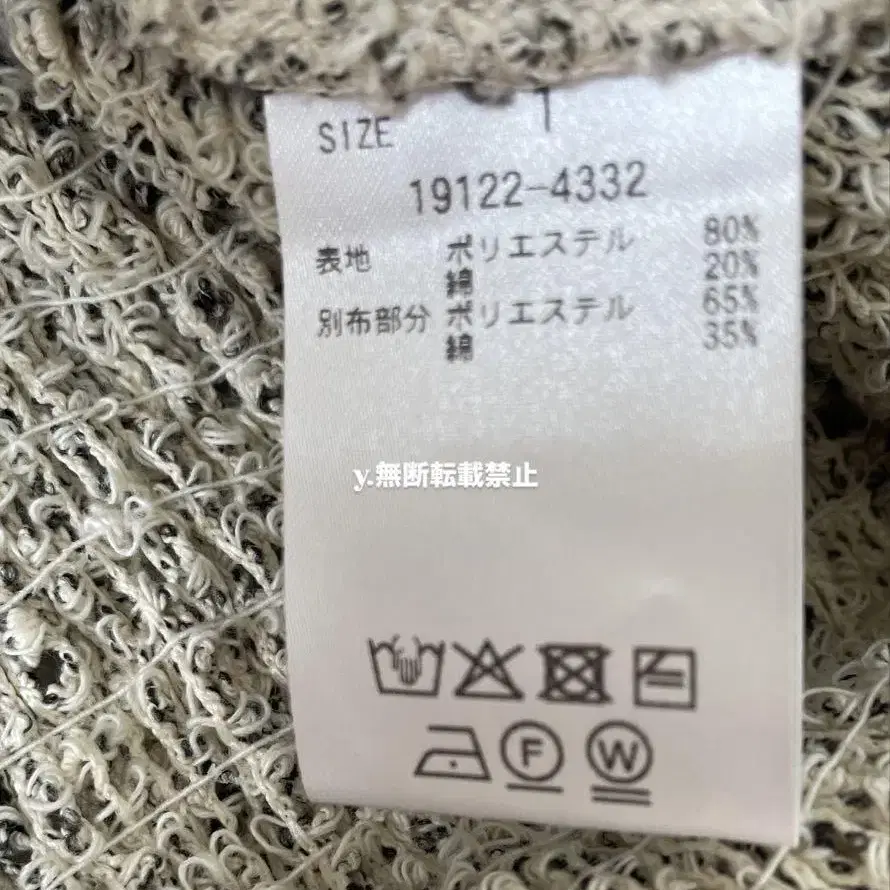 SIZE 1
19122-4332
表地 ポリエステル 80%
綿 20%
別布部分 ポリエステル 65%
綿 35%
y.無断転載禁止
F W